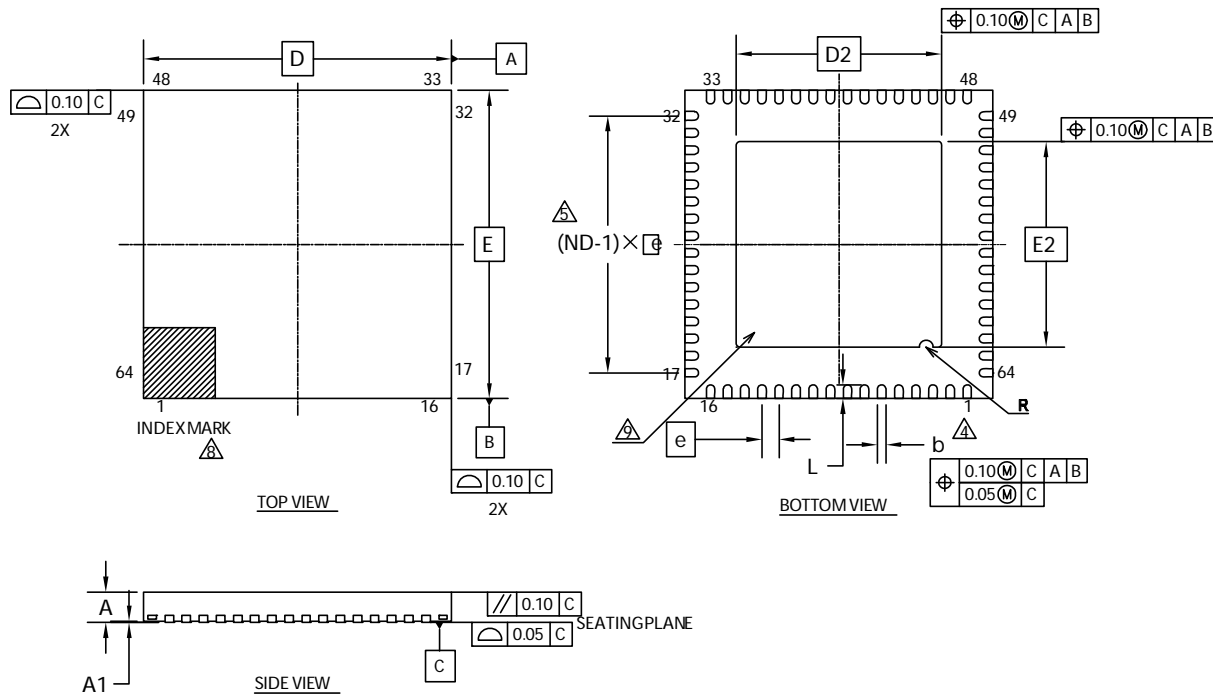 D
A
48
33
⌓ 0.10 C
2X
49
32
E
64
17
1
16
INDEX MARK
8
B
⌓ 0.10 C
2X
TOP VIEW
⌖ 0.10 Ⓜ C A B
D2
33
48
32
49
⌖ 0.10 Ⓜ C A B
5
(ND-1)× e
E2
17
64
16
1
R
9
e
L
b
4
⌖ 0.10 Ⓜ C A B
0.05 Ⓜ C
BOTTOM VIEW
A
// 0.10 C
SEATING PLANE
⌓ 0.05 C
C
A1
SIDE VIEW